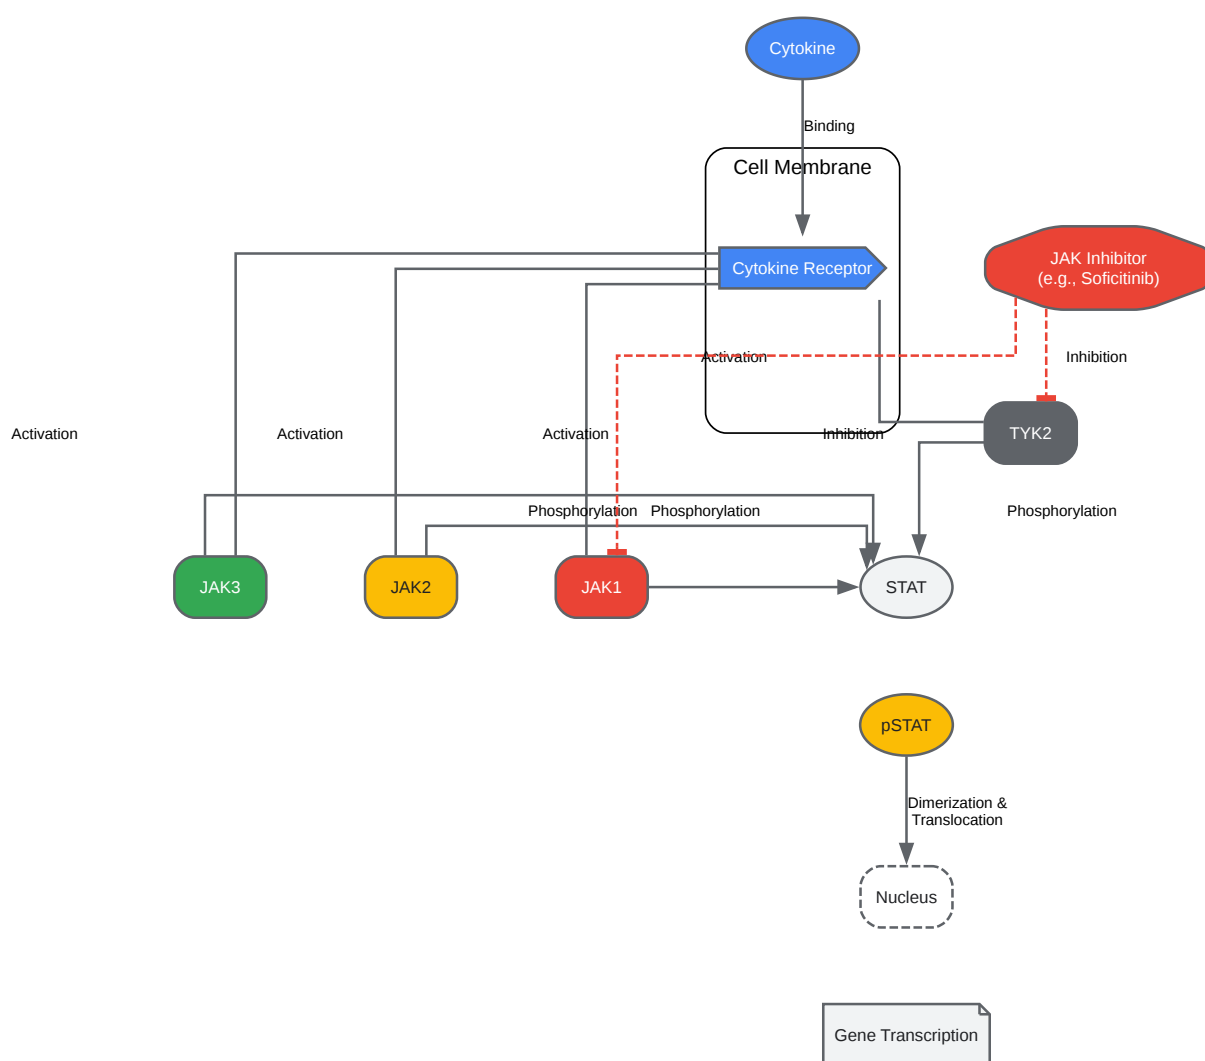 Cytokine
Binding
Cell Membrane
Cytokine Receptor
JAK Inhibitor
(e.g., Soficitinib)
Activation
Inhibition
Activation
Activation
Activation
Inhibition
TYK2
Phosphorylation
Phosphorylation
Phosphorylation
JAK3
JAK2
JAK1
STAT
pSTAT
Dimerization &
Translocation
Nucleus
Gene Transcription